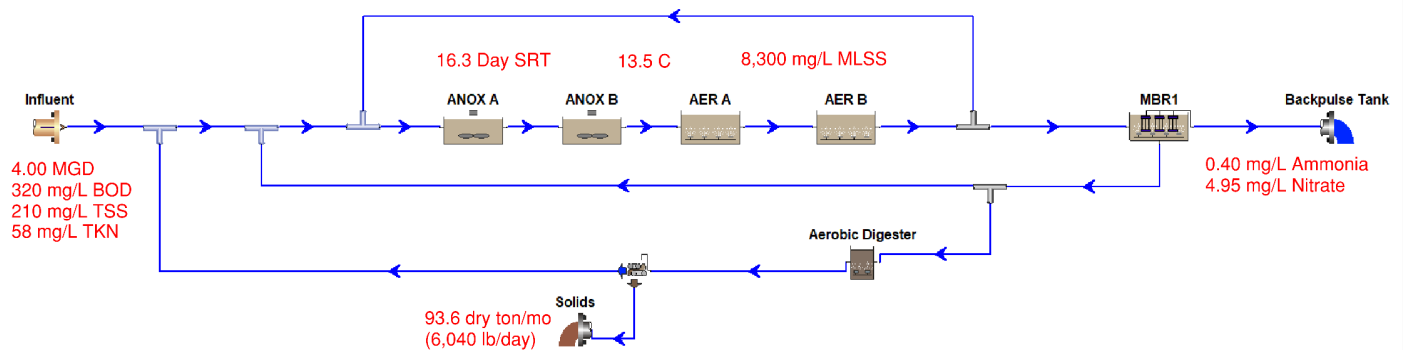 16.3 Day SRT
13.5 C
8,300 mg/L MLSS
Influent
ANOX A
ANOX B
AER A
AER B
MBR1
Backpulse Tank
4.00 MGD
320 mg/L BOD
210 mg/L TSS
58 mg/L TKN
0.40 mg/L Ammonia
4.95 mg/L Nitrate
Aerobic Digester
Solids
93.6 dry ton/mo
(6,040 lb/day)